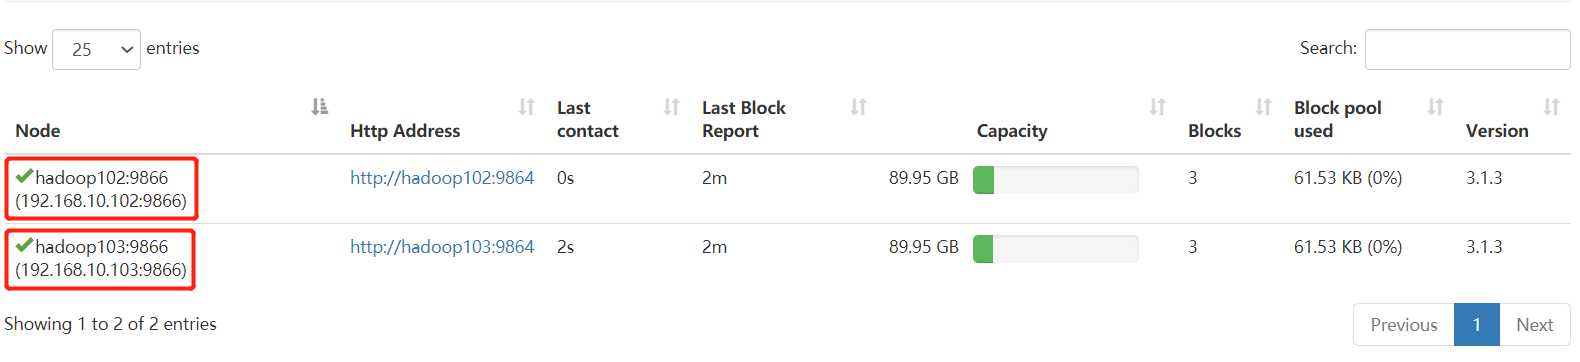 Show 25 entries Search:
Node Http Address Last contact Last Block Report Capacity Blocks Block pool used Version
hadoop102:9866 http://hadoop102:9864 0s 2m 89.95 GB 3 61.53 KB (0%) 3.1.3
(192.168.10.102:9866)
hadoop103:9866 http://hadoop103:9864 2s 2m 89.95 GB 3 61.53 KB (0%) 3.1.3
(192.168.10.103:9866)
Showing 1 to 2 of 2 entries Previous 1 Next